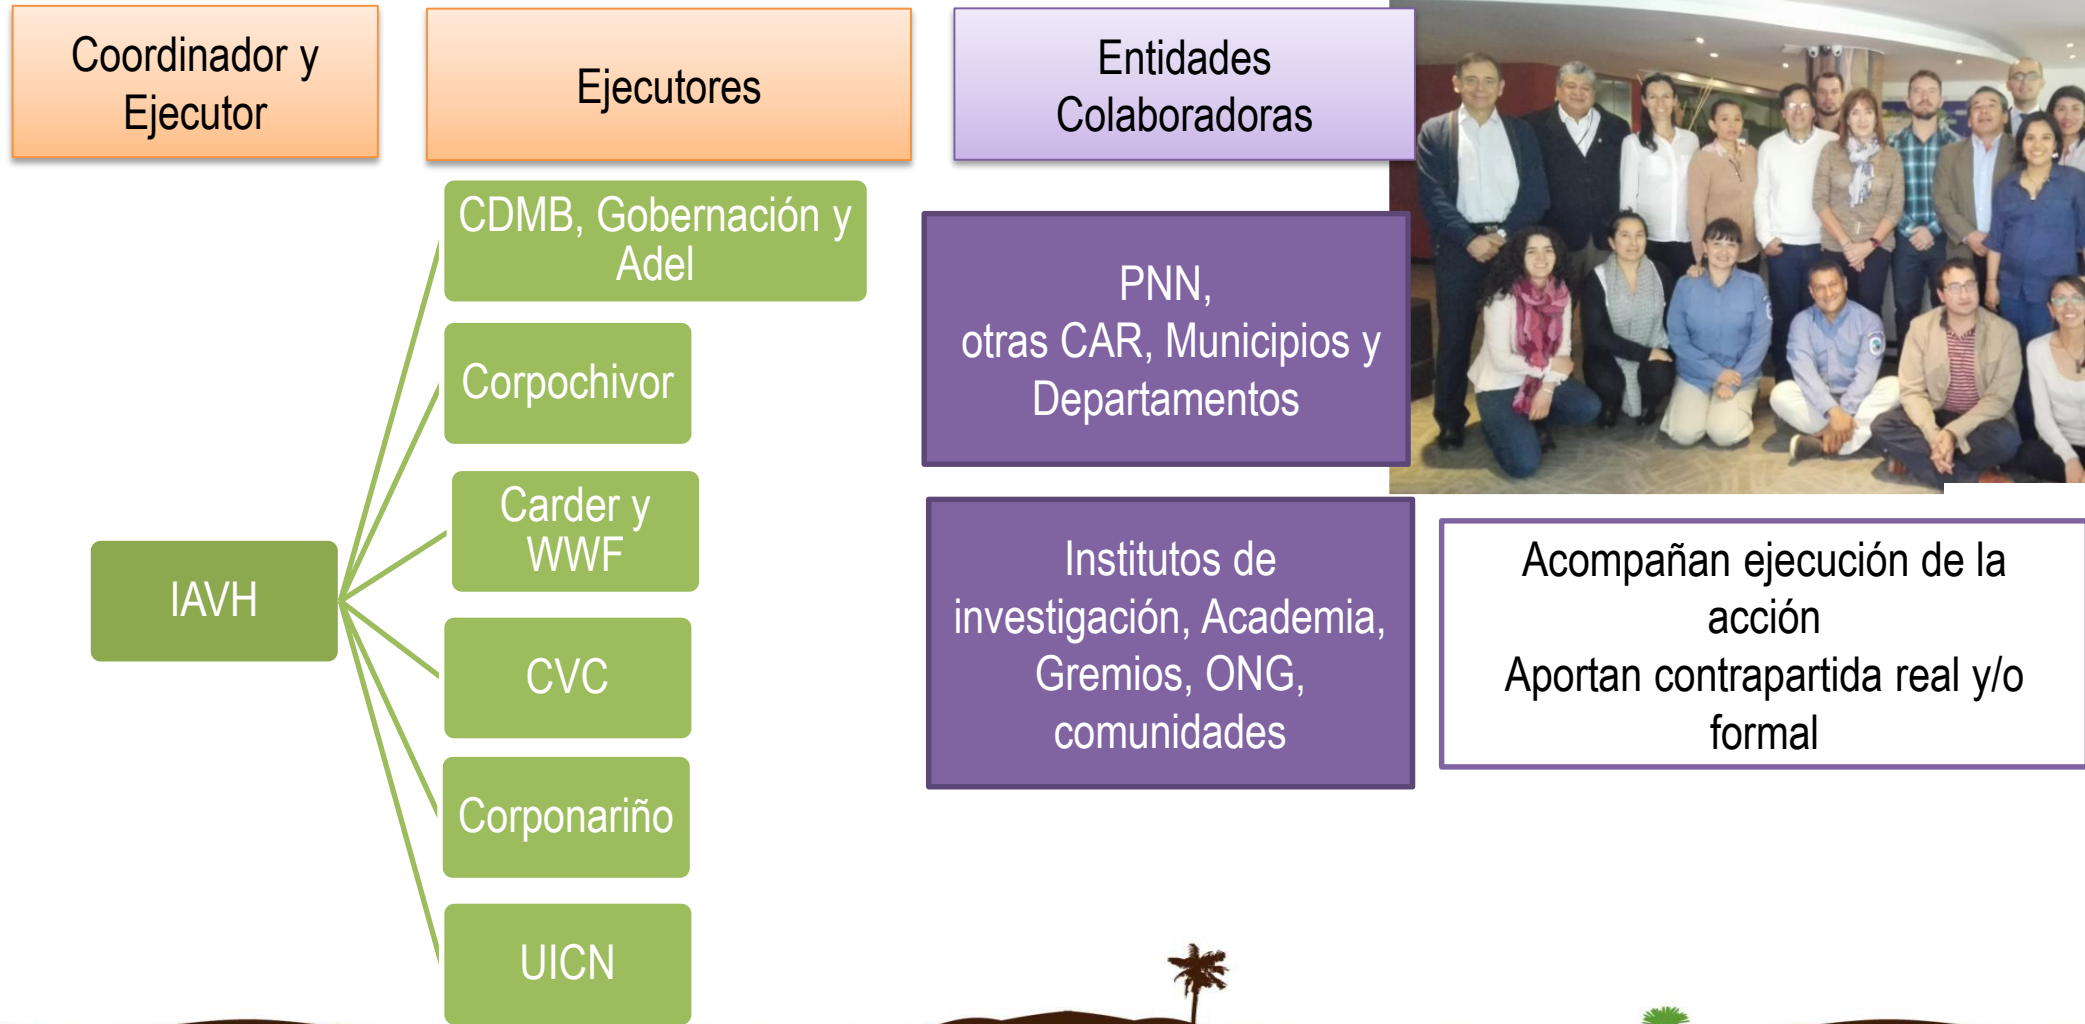 Coordinador y
Ejecutor
Ejecutores
Entidades
Colaboradoras
IAVH
CDMB, Gobernación y
Adel
Corpochivor
Carder y
WWF
CVC
Corponariño
UICN
PNN,
otras CAR, Municipios y
Departamentos
Institutos de
investigación, Academia,
Gremios, ONG,
comunidades
Acompañan ejecución de la
acción
Aportan contrapartida real y/o
formal